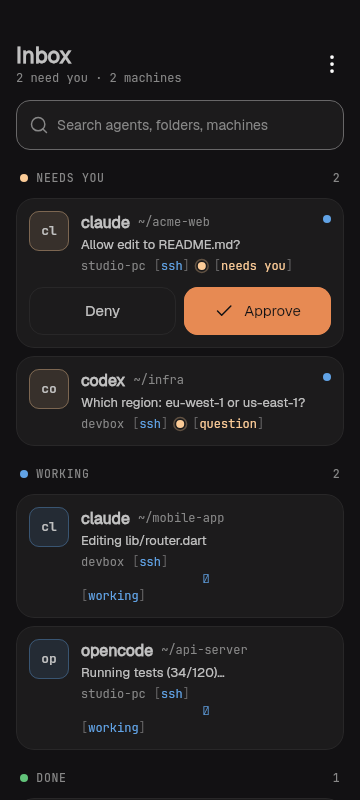 Inbox
2 need you · 2 machines
Search agents, folders, machines
NEEDS YOU 2
cl claude ~/acme-web
Allow edit to README.md?
studio-pc [ssh] [needs you]
Deny Approve
co codex ~/infra
Which region: eu-west-1 or us-east-1?
devbox [ssh] [question]
WORKING 2
cl claude ~/mobile-app
Editing lib/router.dart
devbox [ssh]
[working]
op opencode ~/api-server
Running tests (34/120)…
studio-pc [ssh]
[working]
DONE 1